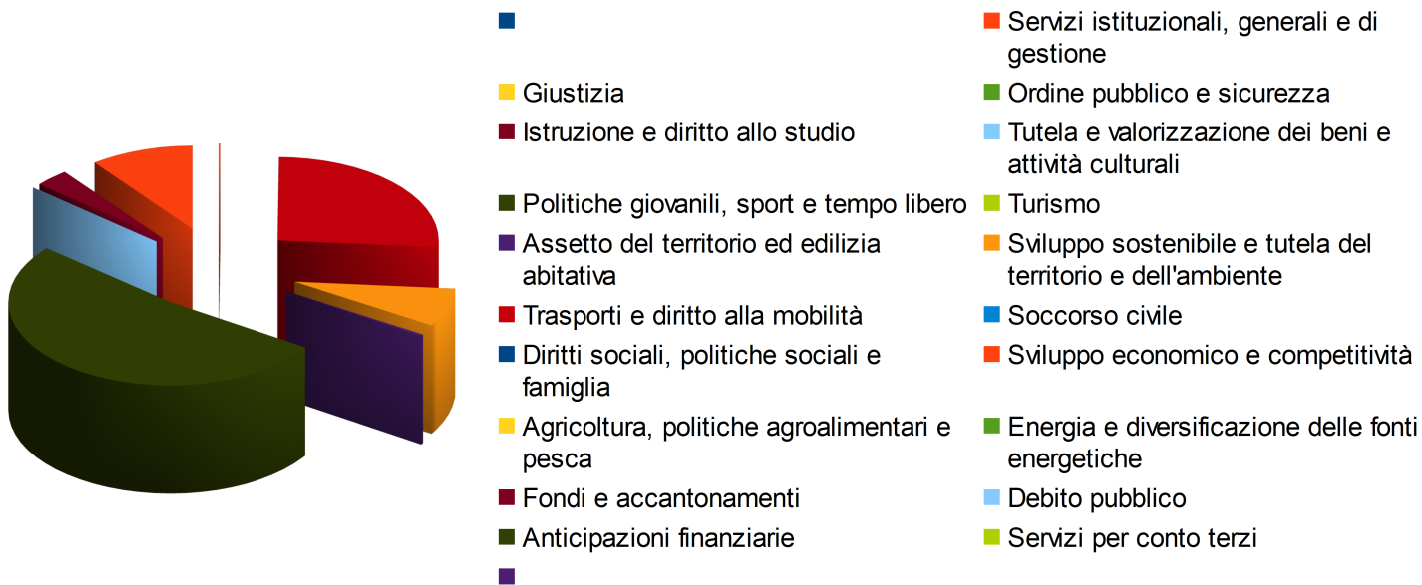 Servizi istituzionali, generali e di
gestione
Giustizia
Ordine pubblico e sicurezza
Istruzione e diritto allo studio
Tutela e valorizzazione dei beni e
attività culturali
Politiche giovanili, sport e tempo libero
Turismo
Assetto del territorio ed edilizia
abitativa
Sviluppo sostenibile e tutela del
territorio e dell'ambiente
Trasporti e diritto alla mobilità
Soccorso civile
Diritti sociali, politiche sociali e
famiglia
Sviluppo economico e competitività
Agricoltura, politiche agroalimentari e
pesca
Energia e diversificazione delle fonti
energetiche
Fondi e accantonamenti
Debito pubblico
Anticipazioni finanziarie
Servizi per conto terzi